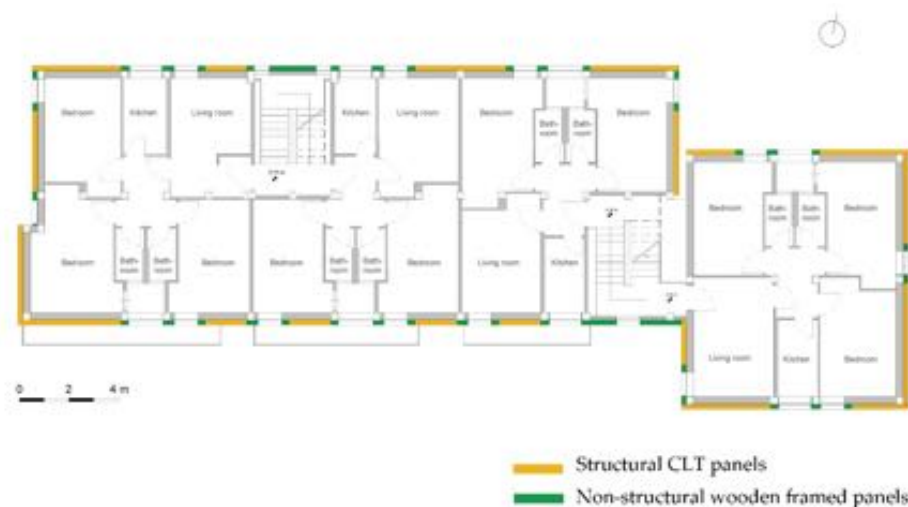 Bedroom Kitchen Living room Kitchen Living room Bedroom Bath-room Bath-room Bedroom
Bedroom Bath-room Bath-room Bedroom
Bedroom Bath-room Bath-room Bedroom Bedroom Bath-room Bath-room Bedroom Living room Kitchen
Living room Kitchen Bedroom
0 2 4 m
Structural CLT panels
Non-structural wooden framed panels